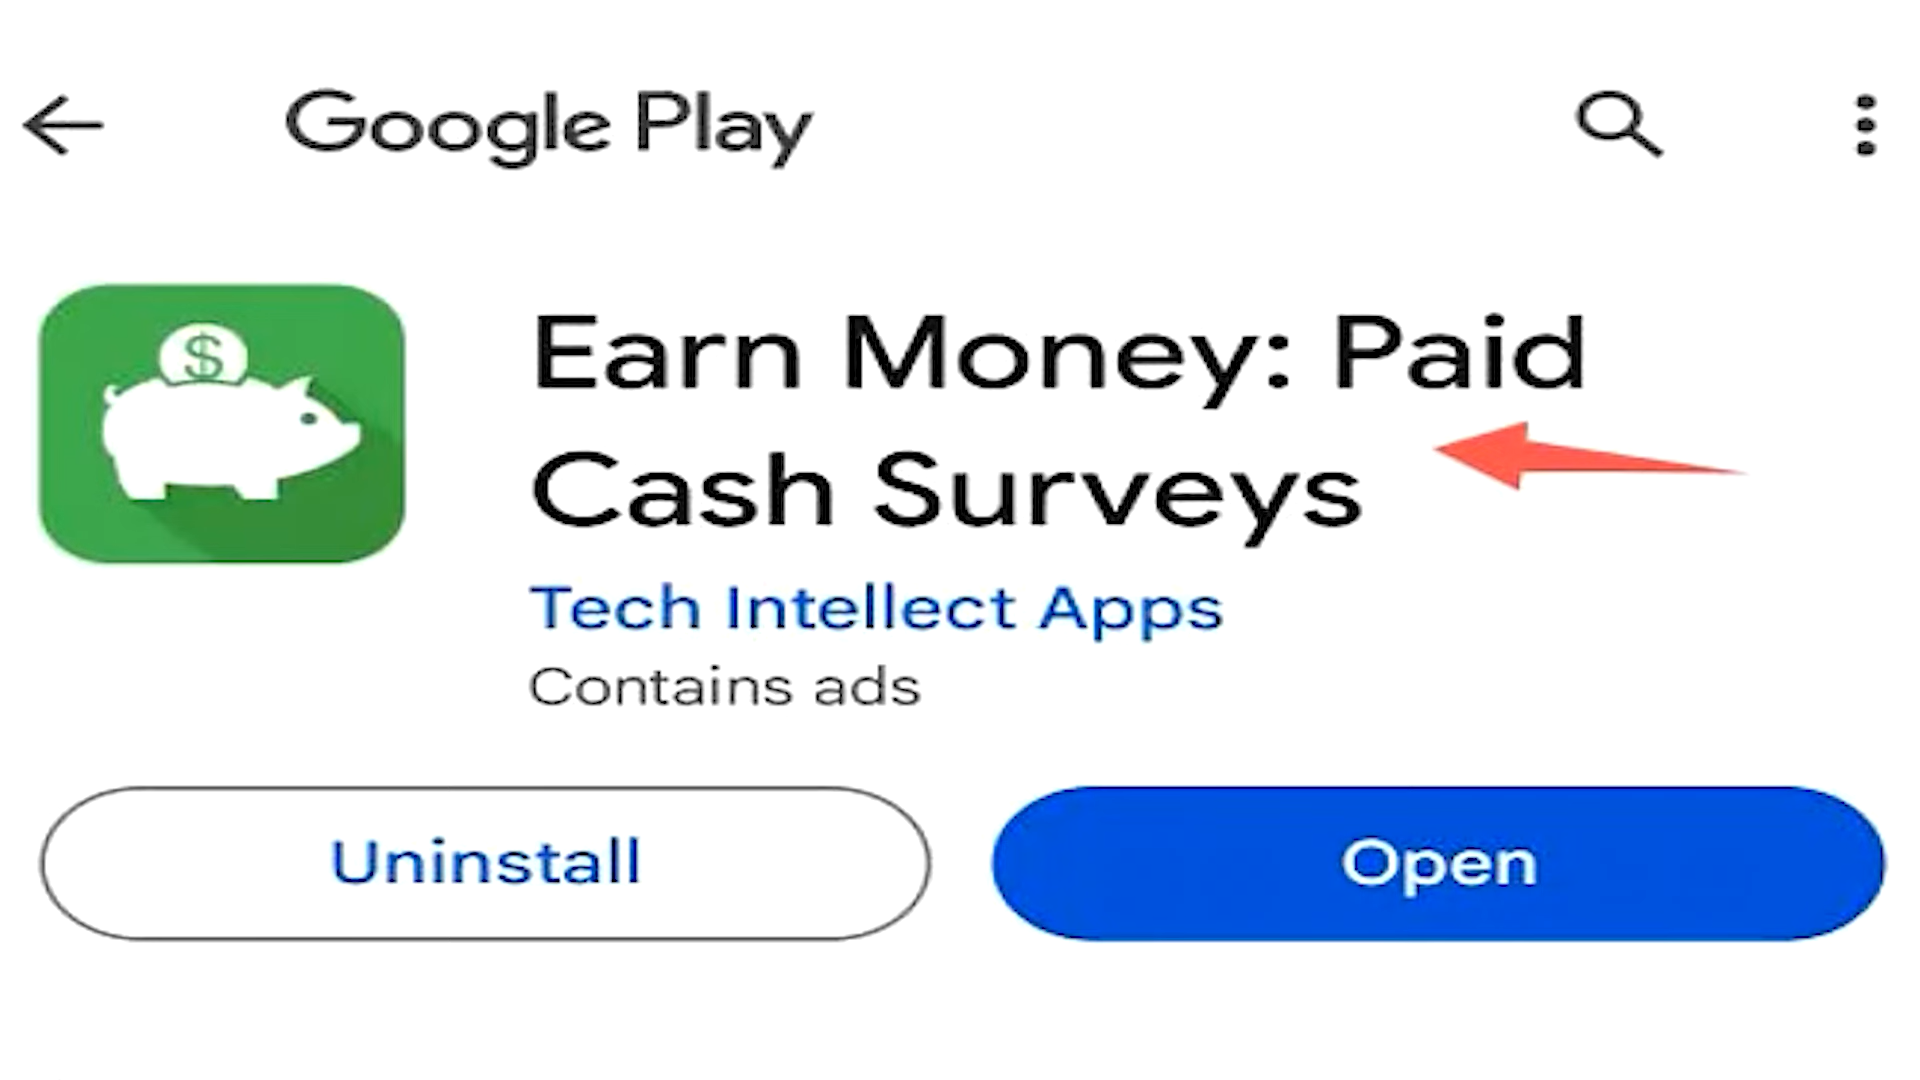 Google Play
$
Earn Money: Paid
Cash Surveys
Tech Intellect Apps
Contains ads
Uninstall
Open